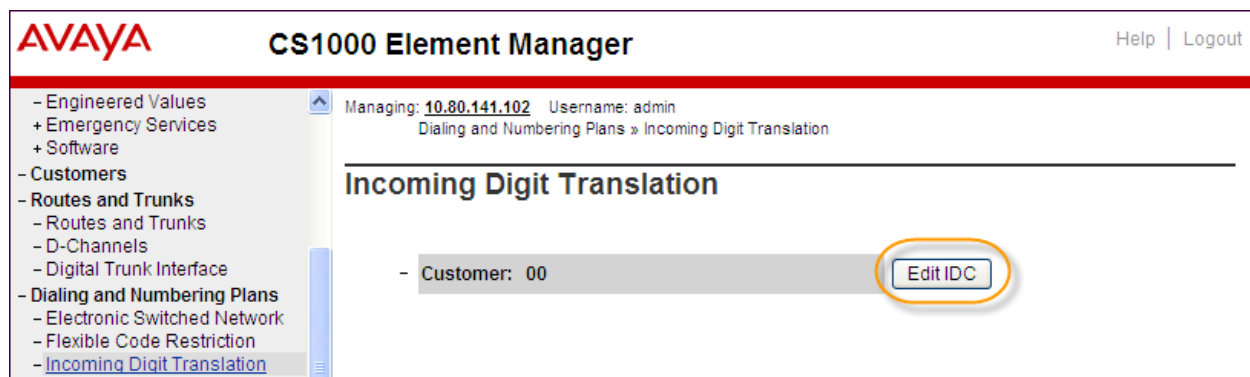 AVAYA
CS1000 Element Manager
Help | Logout
– Engineered Values
+ Emergency Services
+ Software
– Customers
– Routes and Trunks
– Routes and Trunks
– D-Channels
– Digital Trunk Interface
– Dialing and Numbering Plans
– Electronic Switched Network
– Flexible Code Restriction
– Incoming Digit Translation
Managing: 10.80.141.102 Username: admin
Dialing and Numbering Plans » Incoming Digit Translation
Incoming Digit Translation
– Customer: 00 Edit IDC